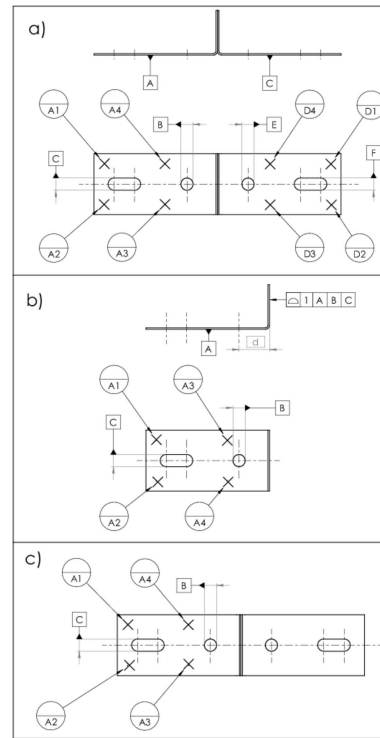 a)
A C
A1 A4 B E D4 D1
C F
A2 A3 D3 D2
b)
⌓ 1 A B C
A d
A1 A3
C B
A2 A4
c)
A1 A4 B
C
A2 A3